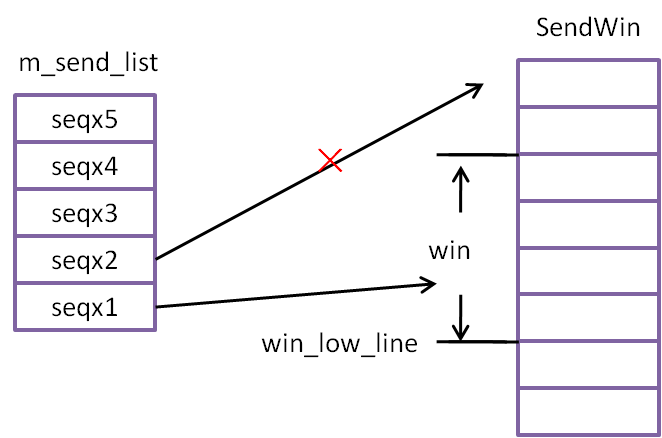 SendWin
m_send_list
seqx5
seqx4
seqx3
seqx2
seqx1
win
win_low_line